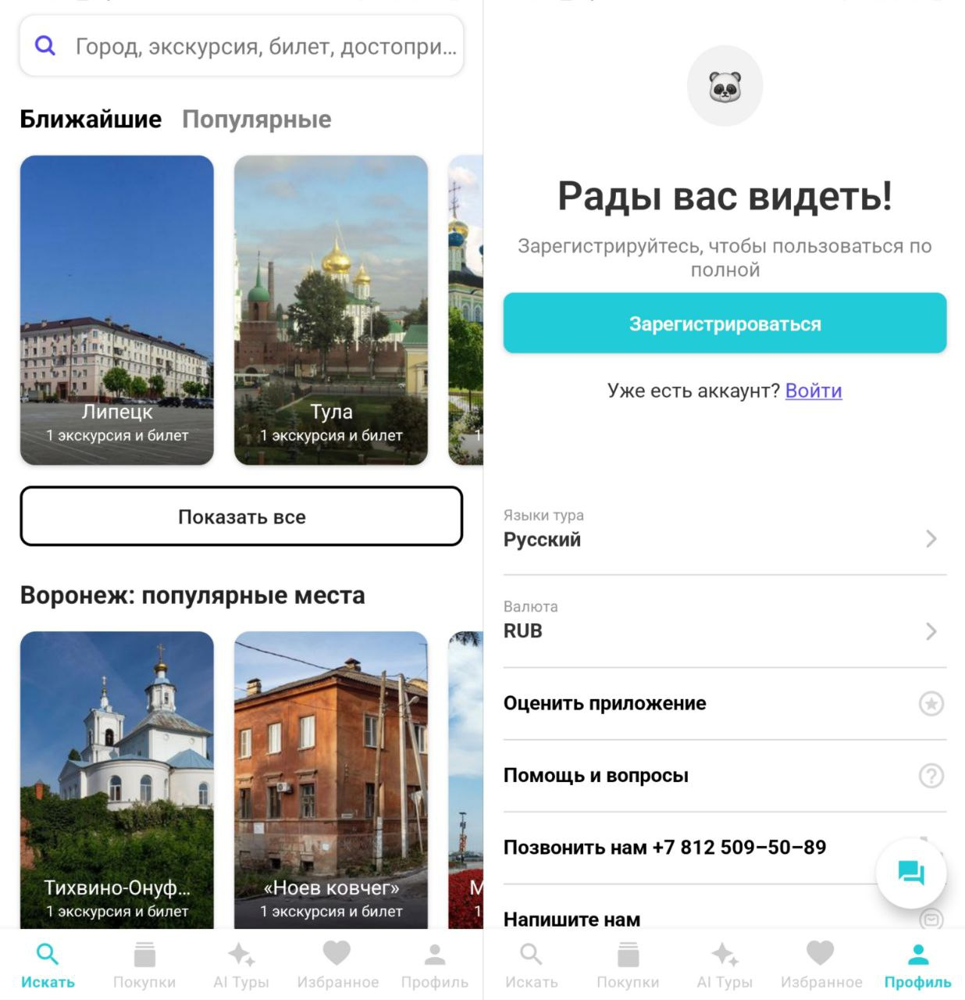 Город, экскурсия, билет, достопри...
Ближайшие Популярные
Липецк
1 экскурсия и билет
Тула
1 экскурсия и билет
1
Показать все
Воронеж: популярные места
Тихвино-Онуф...
1 экскурсия и билет
«Ноев ковчег»
1 экскурсия и билет
М
1
Искать Покупки AI Туры Избранное Профиль
Рады вас видеть!
Зарегистрируйтесь, чтобы пользоваться по
полной
Зарегистрироваться
Уже есть аккаунт? Войти
Языки тура
Русский
Валюта
RUB
Оценить приложение
Помощь и вопросы
Позвонить нам +7 812 509–50–89
Напишите нам
Искать Покупки AI Туры Избранное Профиль